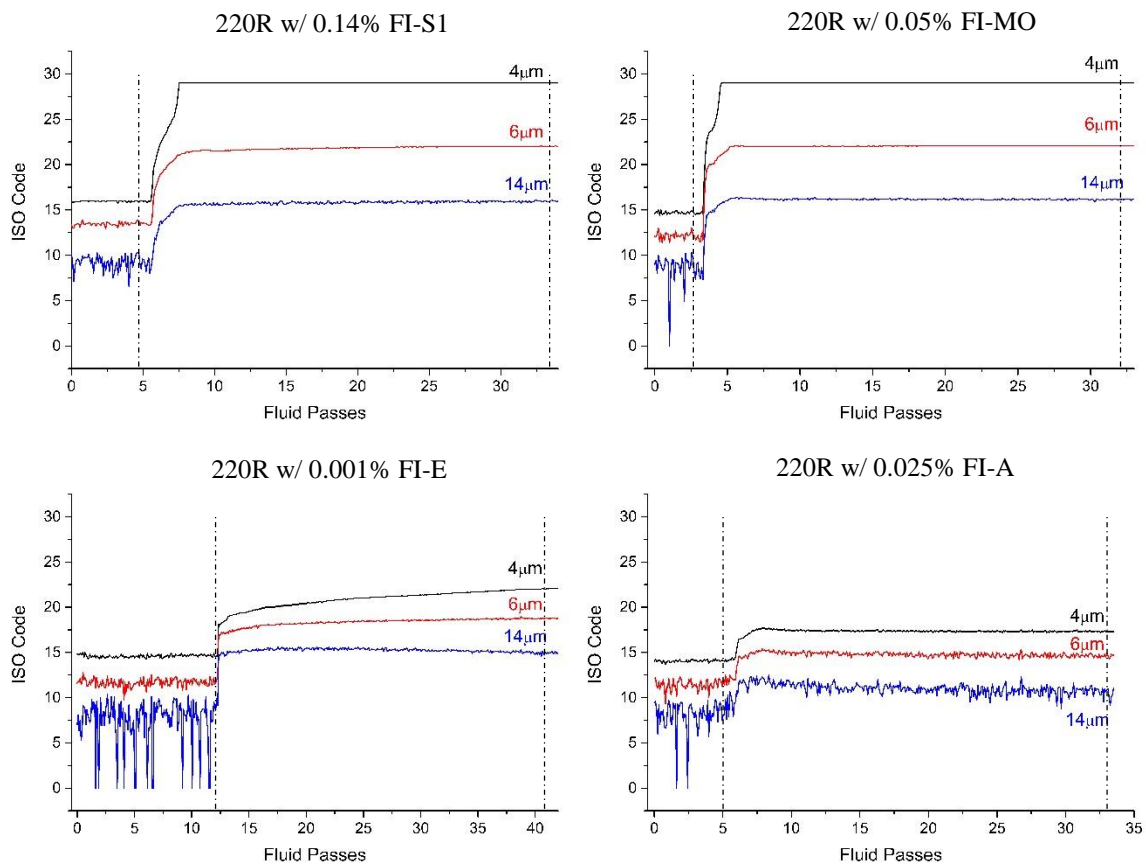 220R w/ 0.14% FI-S1
30
25
20
15
10
5
0
ISO Code
4μm
6μm
14μm
0 5 10 15 20 25 30
Fluid Passes
220R w/ 0.05% FI-MO
30
25
20
15
10
5
0
ISO Code
4μm
6μm
14μm
0 5 10 15 20 25 30
Fluid Passes
220R w/ 0.001% FI-E
30
25
20
15
10
5
0
ISO Code
4μm
6μm
14μm
0 5 10 15 20 25 30 35 40
Fluid Passes
220R w/ 0.025% FI-A
30
25
20
15
10
5
0
ISO Code
4μm
6μm
14μm
0 5 10 15 20 25 30 35
Fluid Passes